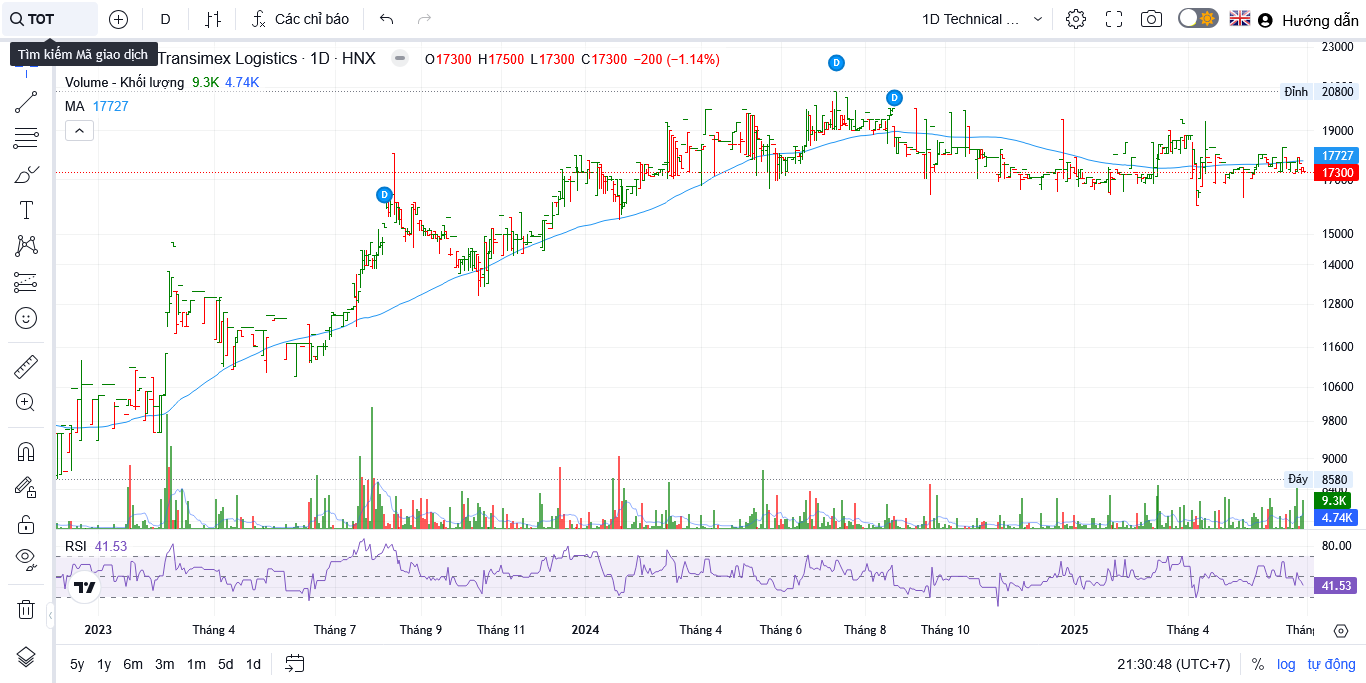 TOT
D
Các chỉ báo
1D Technical ...
Hướng dẫn
Tìm kiếm Mã giao dịch
Transimex Logistics · 1D · HNX
O17300 H17500 L17300 C17300 −200 (−1.14%)
Volume - Khối lượng 9.3K 4.74K
MA 17727
D
D
D
23000
Đỉnh 20800
19000
17727
17300
15000
14000
12800
11600
10600
9800
9000
Đáy 8580
8400
9.3K
4.74K
RSI 41.53
80.00
41.53
2023 Tháng 4 Tháng 7 Tháng 9 Tháng 11 2024 Tháng 4 Tháng 6 Tháng 8 Tháng 10 2025 Tháng 4
5y 1y 6m 3m 1m 5d 1d
21:30:48 (UTC+7)
% log tự động